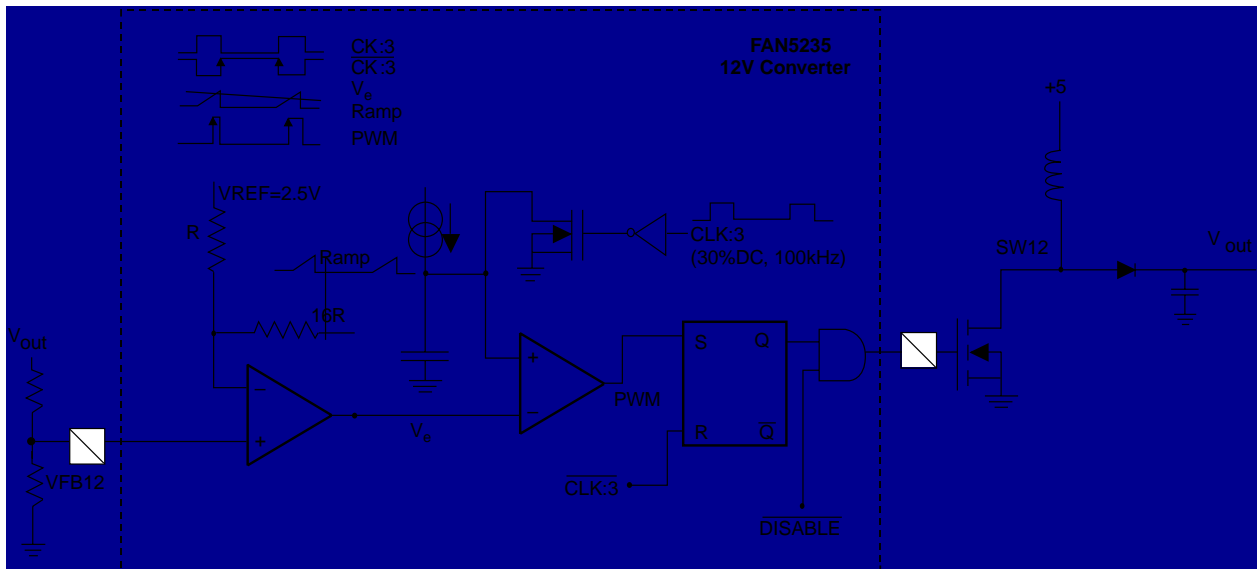 CK:3
CK:3
Ve
Ramp
PWM
FAN5235
12V Converter
+5
VREF=2.5V
R
Ramp
CLK:3
(30%DC, 100kHz)
SW12
Vout
16R
Vout
+
S
Q
−
PWM
−
R
Q
+
Ve
VFB12
CLK:3
DISABLE